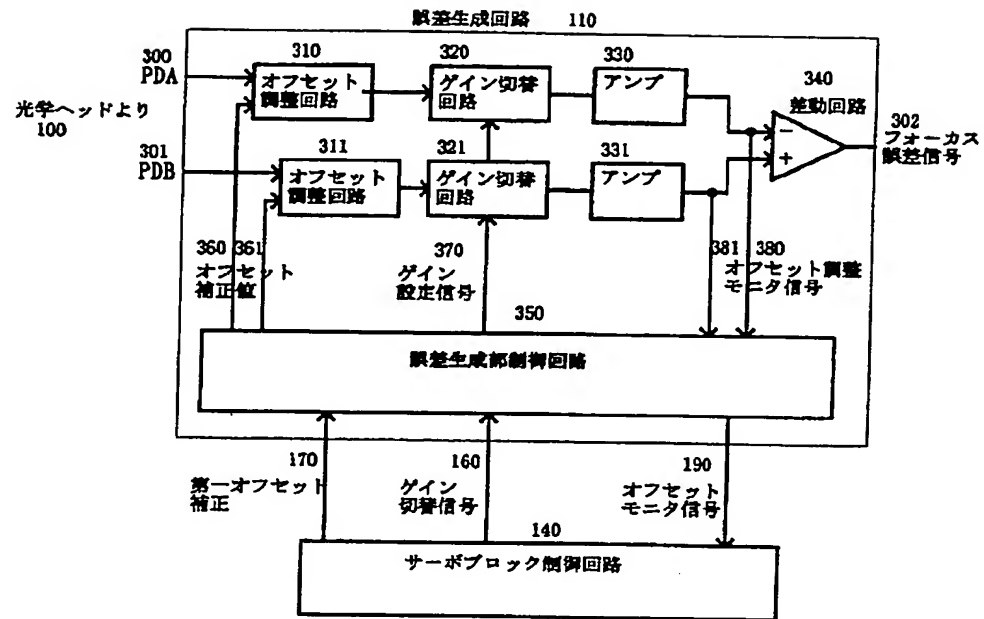 誤差生成回路 110
300
PDA
310
オフセット
調整回路
320
ゲイン切替
回路
330
アンプ
340
差動回路
302
フォーカス
誤差信号
光学ヘッドより
100
301
PDB
311
オフセット
調整回路
321
ゲイン切替
回路
331
アンプ
−
+
360 361
オフセット
補正値
370
ゲイン
設定信号
381 380
オフセット調整
モニタ信号
350
誤差生成部制御回路
170
第一オフセット
補正
160
ゲイン
切替信号
190
オフセット
モニタ信号
140
サーボブロック制御回路